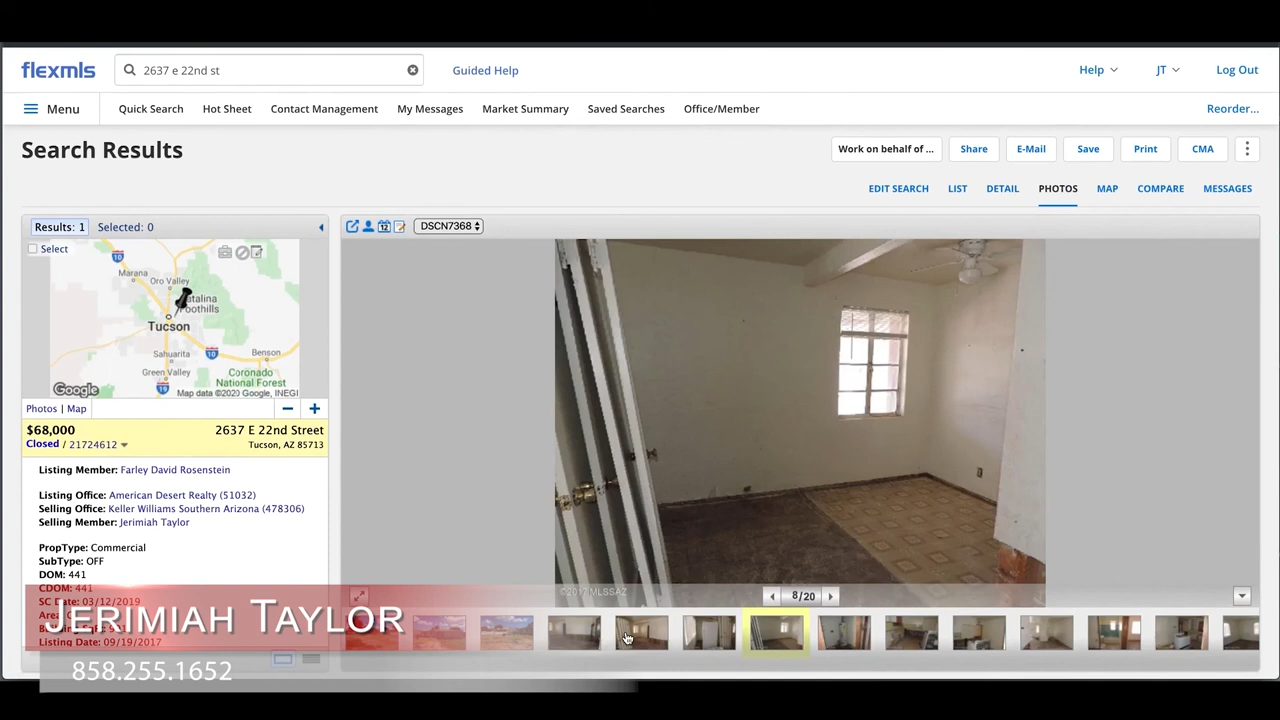 flexmls
2637 e 22nd st
Guided Help
Help
JT
Log Out
Menu
Quick Search
Hot Sheet
Contact Management
My Messages
Market Summary
Saved Searches
Office/Member
Reorder...
Search Results
Work on behalf of ...
Share
E-Mail
Save
Print
CMA
EDIT SEARCH
LIST
DETAIL
PHOTOS
MAP
COMPARE
MESSAGES
Results: 1
Selected: 0
12
DSCN7368
Select
10
Marana
Oro Valley
Catalina
Foothills
Tucson
Sahuarita
10
Benson
Green Valley
Coronado
National Forest
19
Google
Map data ©2020 Google, INEGI
Photos | Map
$68,000
2637 E 22nd Street
Closed / 21724612
Tucson, AZ 85713
Listing Member: Farley David Rosenstein
Listing Office: American Desert Realty (51032)
Selling Office: Keller Williams Southern Arizona (478306)
Selling Member: Jerimiah Taylor
PropType: Commercial
SubType: OFF
DOM: 441
CDOM: 441
SC Date: 03/12/2019
Listing Date: 09/19/2017
©2017 MLSSAZ
8/20
Jerimiah Taylor
858.255.1652